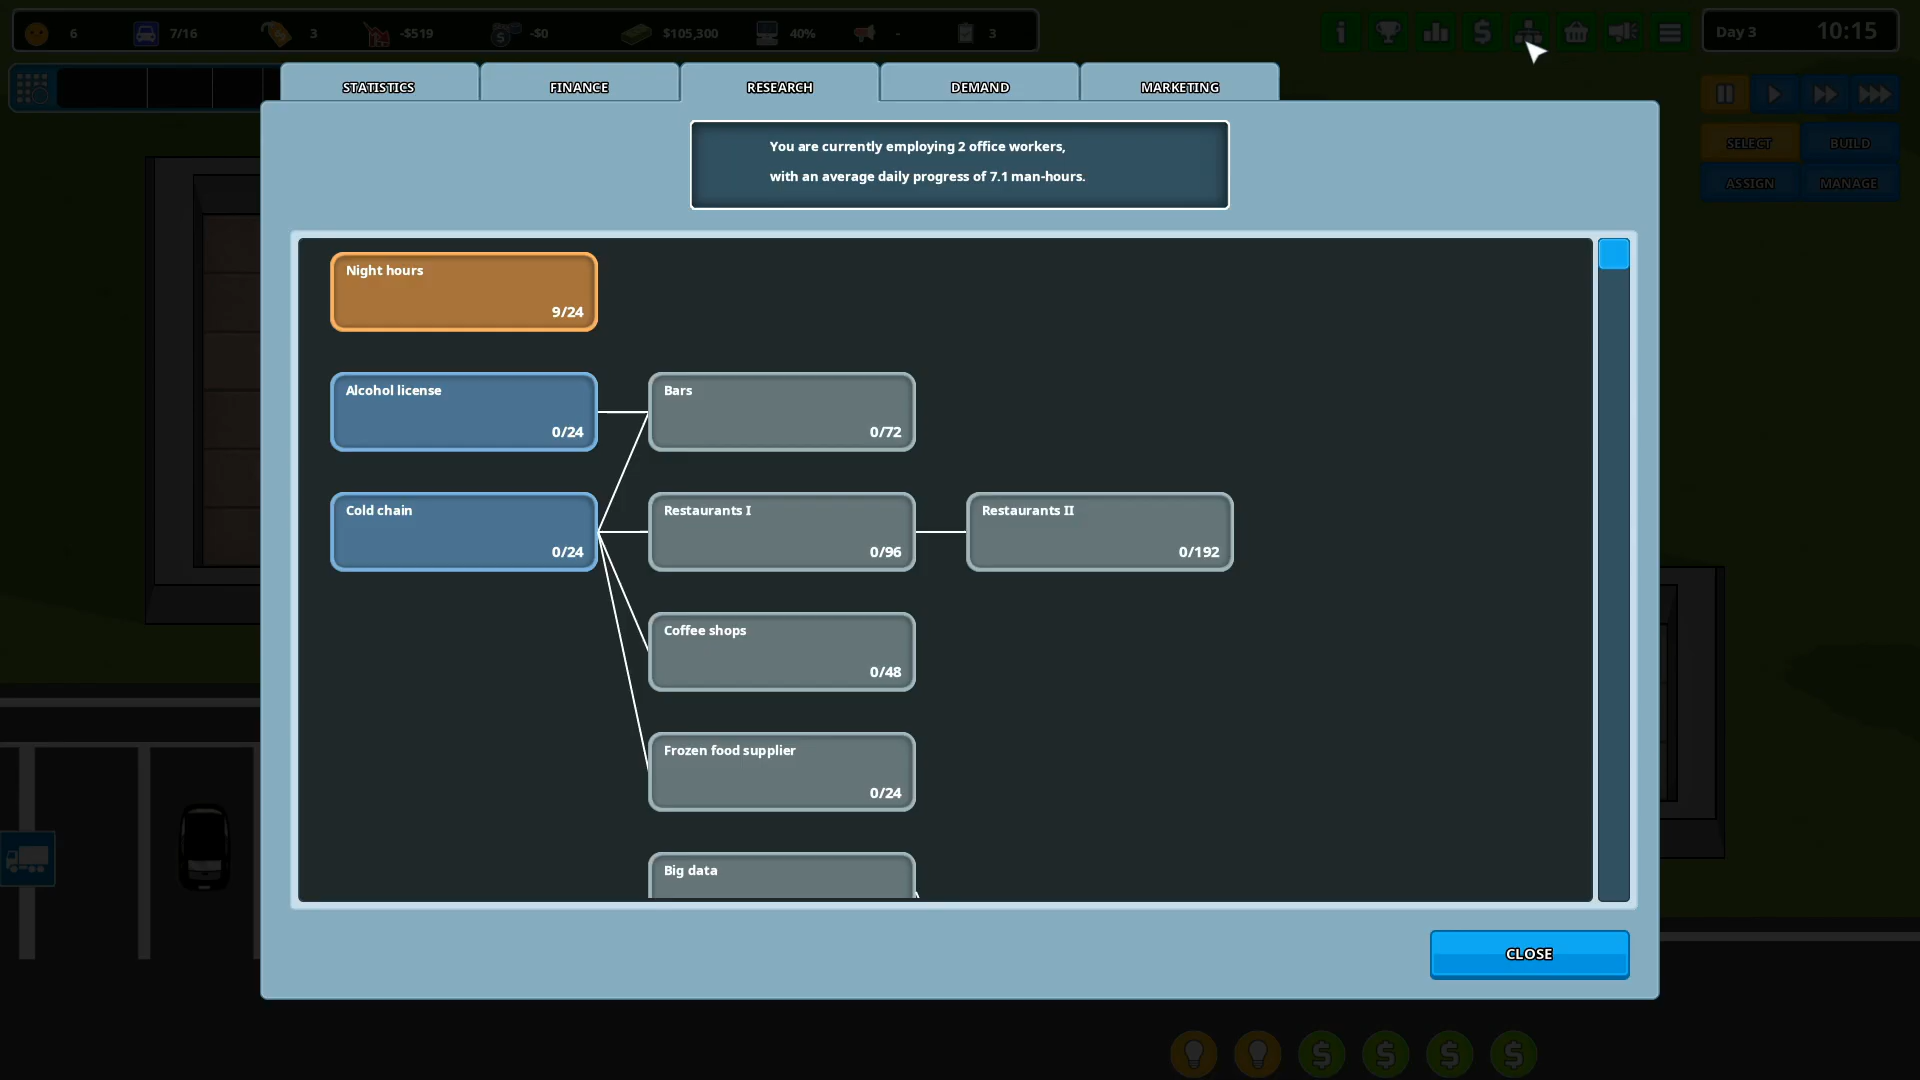 6
7/16
3
-$519
-$0
$105,300
40%
-
3
Day 3
10:15
STATISTICS
FINANCE
RESEARCH
DEMAND
MARKETING
You are currently employing 2 office workers,
with an average daily progress of 7.1 man-hours.
SELECT
BUILD
ASSIGN
MANAGE
Night hours
9/24
Alcohol license
0/24
Bars
0/72
Cold chain
0/24
Restaurants I
0/96
Restaurants II
0/192
Coffee shops
0/48
Frozen food supplier
0/24
Big data
CLOSE